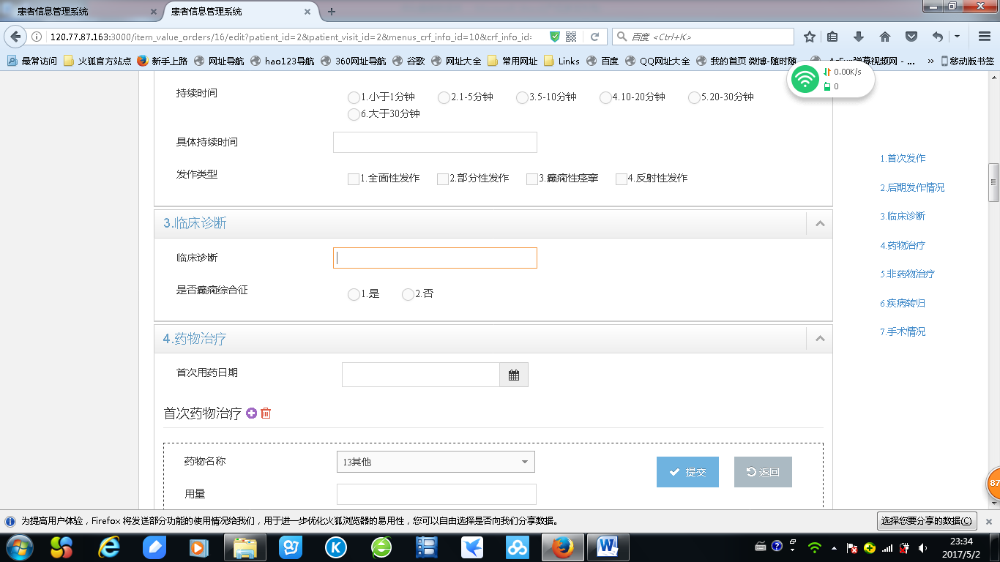 患者信息管理系统
患者信息管理系统
120.77.87.163:3000/item_value_orders/16/edit?patient_id=2&patient_visit_id=2&menus_crf_info_id=10&crf_info_id=
百度 <Ctrl+K>
最常访问 火狐官方站点 新手上路 网址导航 hao123导航 360网址导航 谷歌 网址大全 常用网址 Links 百度 QQ网址大全 我的首页 微博-随时随 » 移动版书签
0.00K/s
0
持续时间
1.小于1分钟 2.1-5分钟 3.5-10分钟 4.10-20分钟 5.20-30分钟
6.大于30分钟
具体持续时间
发作类型
1.全面性发作 2.部分性发作 3.癫痫性痉挛 4.反射性发作
3.临床诊断
临床诊断
是否癫痫综合征
1.是 2.否
4.药物治疗
首次用药日期
首次药物治疗
药物名称 13其他
提交 返回
用量
1.首次发作
2.后期发作情况
3.临床诊断
4.药物治疗
5.非药物治疗
6.疾病转归
7.手术情况
87
为提高用户体验，Firefox 将发送部分功能的使用情况给我们，用于进一步优化火狐浏览器的易用性，您可以自由选择是否向我们分享数据。
选择您要分享的数据(C)
23:34
2017/5/2